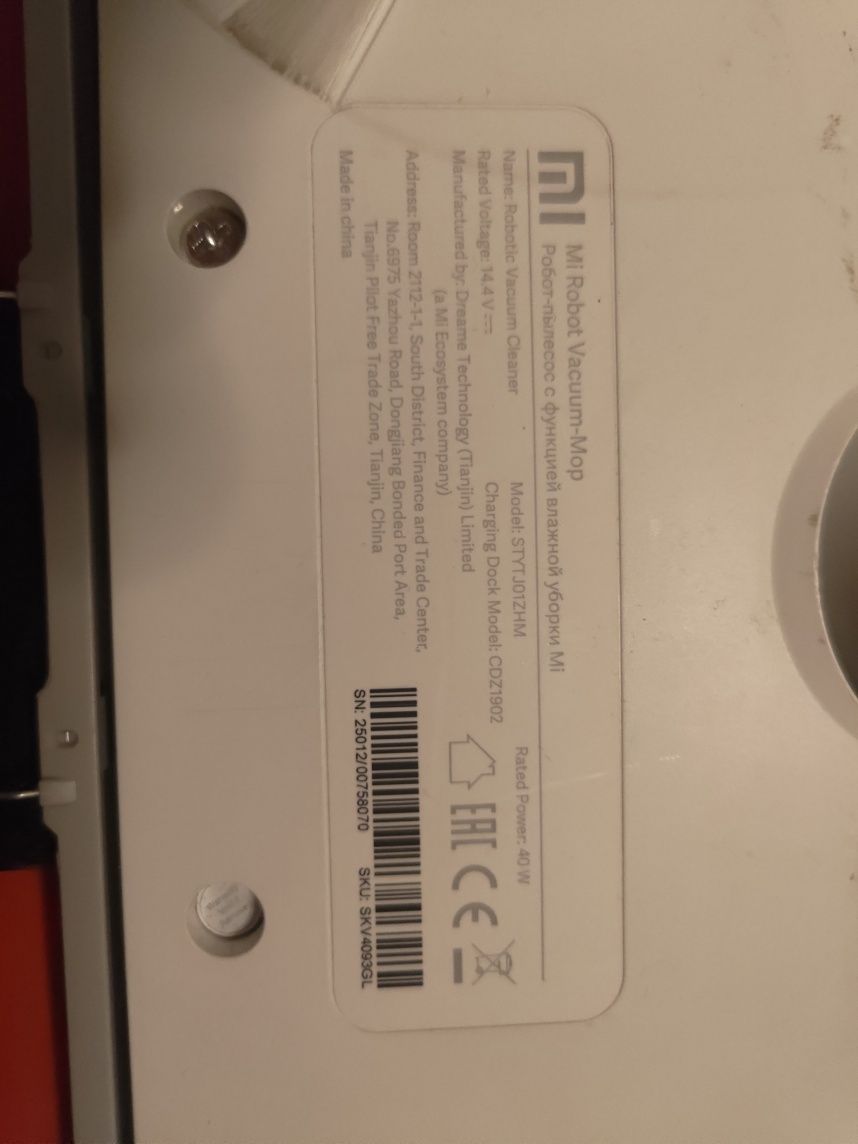 mi Mi Robot Vacuum-Mop
Робот-пылесос с функцией влажной уборки Mi
Name: Robotic Vacuum Cleaner Model: STYTJ01ZHM Rated Power: 40 W
Rated Voltage: 14.4 V Charging Dock Model: CDZ1902
Manufactured by: Dreame Technology (Tianjin) Limited
(a Mi Ecosystem company)
Address: Room 2112-1-1, South District, Finance and Trade Center,
No.6975 Yazhou Road, Dongjiang Bonded Port Area,
Tianjin Pilot Free Trade Zone, Tianjin, China
Made in china
EAC CE
SN: 25012/00758070 SKU: SKV4093GL